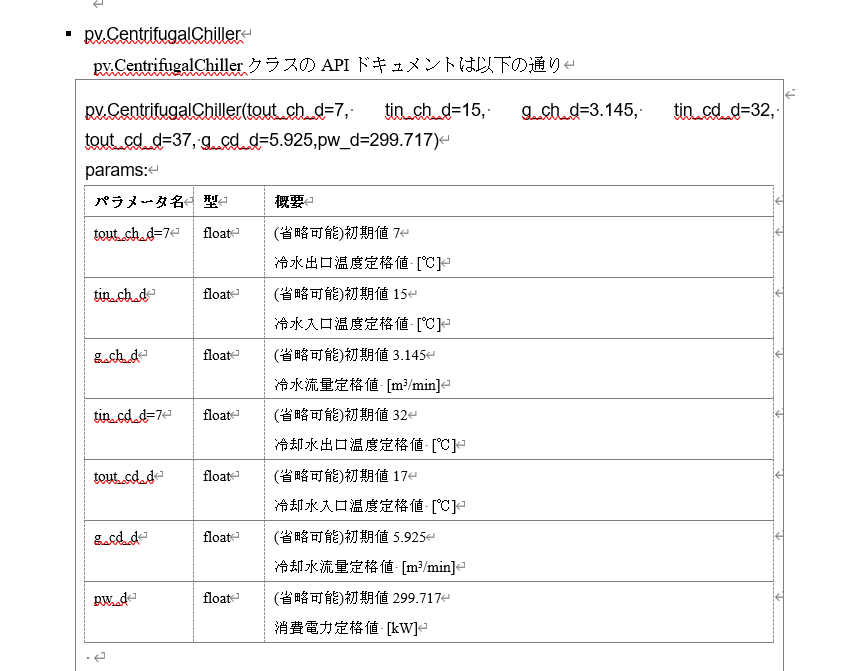 pv.CentrifugalChiller
pv.CentrifugalChiller クラスの API ドキュメントは以下の通り
pv.CentrifugalChiller(tout_ch_d=7, tin_ch_d=15, g_ch_d=3.145, tin_cd_d=32,
tout_cd_d=37, g_cd_d=5.925,pw_d=299.717)
params:
パラメータ名 型 概要
tout_ch_d=7 float (省略可能)初期値 7
冷水出口温度定格値 [℃]
tin_ch_d float (省略可能)初期値 15
冷水入口温度定格値 [℃]
g_ch_d float (省略可能)初期値 3.145
冷水流量定格値 [m³/min]
tin_cd_d=7 float (省略可能)初期値 32
冷却水出口温度定格値 [℃]
tout_cd_d float (省略可能)初期値 17
冷却水入口温度定格値 [℃]
g_cd_d float (省略可能)初期値 5.925
冷却水流量定格値 [m³/min]
pw_d float (省略可能)初期値 299.717
消費電力定格値 [kW]